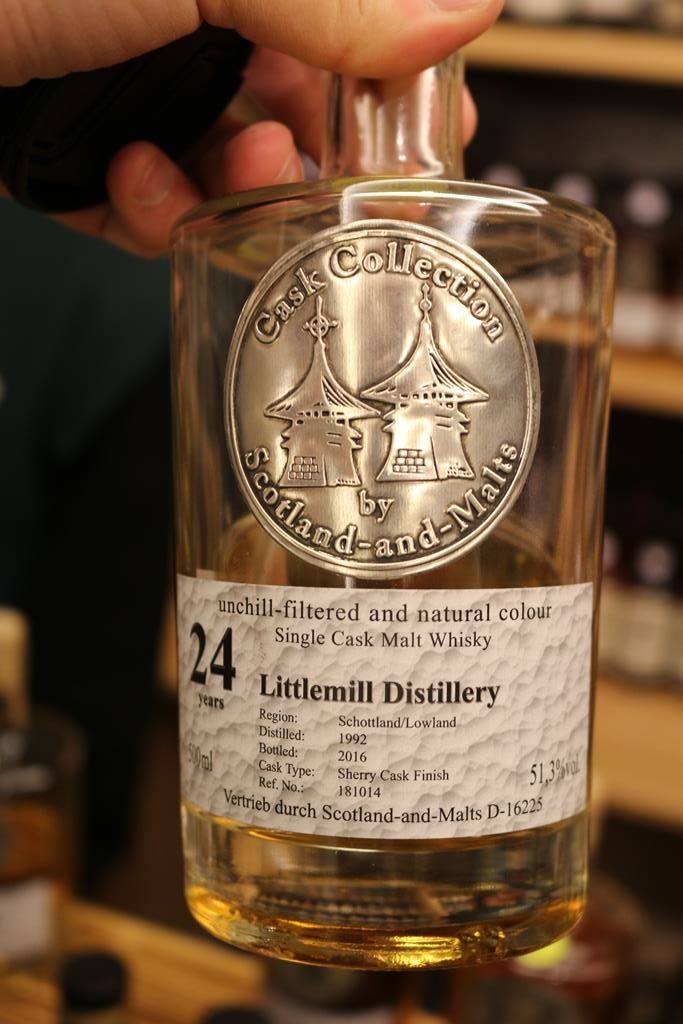 Cask Collection
by
Scotland-and-Malts
unchill-filtered and natural colour
Single Cask Malt Whisky
24
years
Littlemill Distillery
Region: Schottland/Lowland
Distilled: 1992
Bottled: 2016
Cask Type: Sherry Cask Finish
Ref. No.: 181014
500ml
51,3%vol.
Vertrieb durch Scotland-and-Malts D-16225